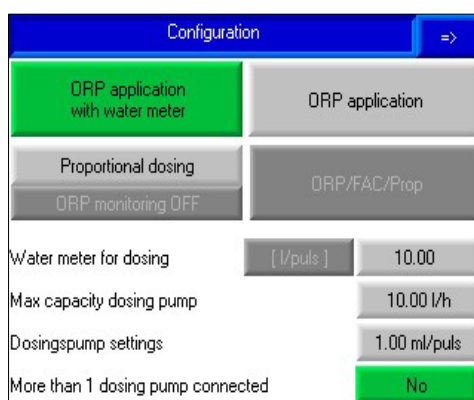 Configuration
=>
ORP application
with water meter
ORP application
Proportional dosing
ORP monitoring OFF
ORP/FAC/Prop
Water meter for dosing [ l/puls ] 10.00
Max capacity dosing pump 10.00 l/h
Dosingspump settings 1.00 ml/puls
More than 1 dosing pump connected No